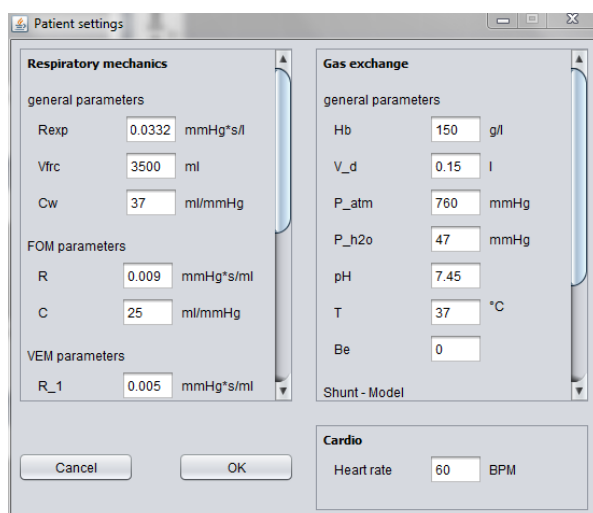 Patient settings
Respiratory mechanics
general parameters
Rexp 0.0332 mmHg*s/l
Vfrc 3500 ml
Cw 37 ml/mmHg
FOM parameters
R 0.009 mmHg*s/ml
C 25 ml/mmHg
VEM parameters
R_1 0.005 mmHg*s/ml
Cancel OK
Gas exchange
general parameters
Hb 150 g/l
V_d 0.15 l
P_atm 760 mmHg
P_h2o 47 mmHg
pH 7.45
T 37 °C
Be 0
Shunt - Model
Cardio
Heart rate 60 BPM